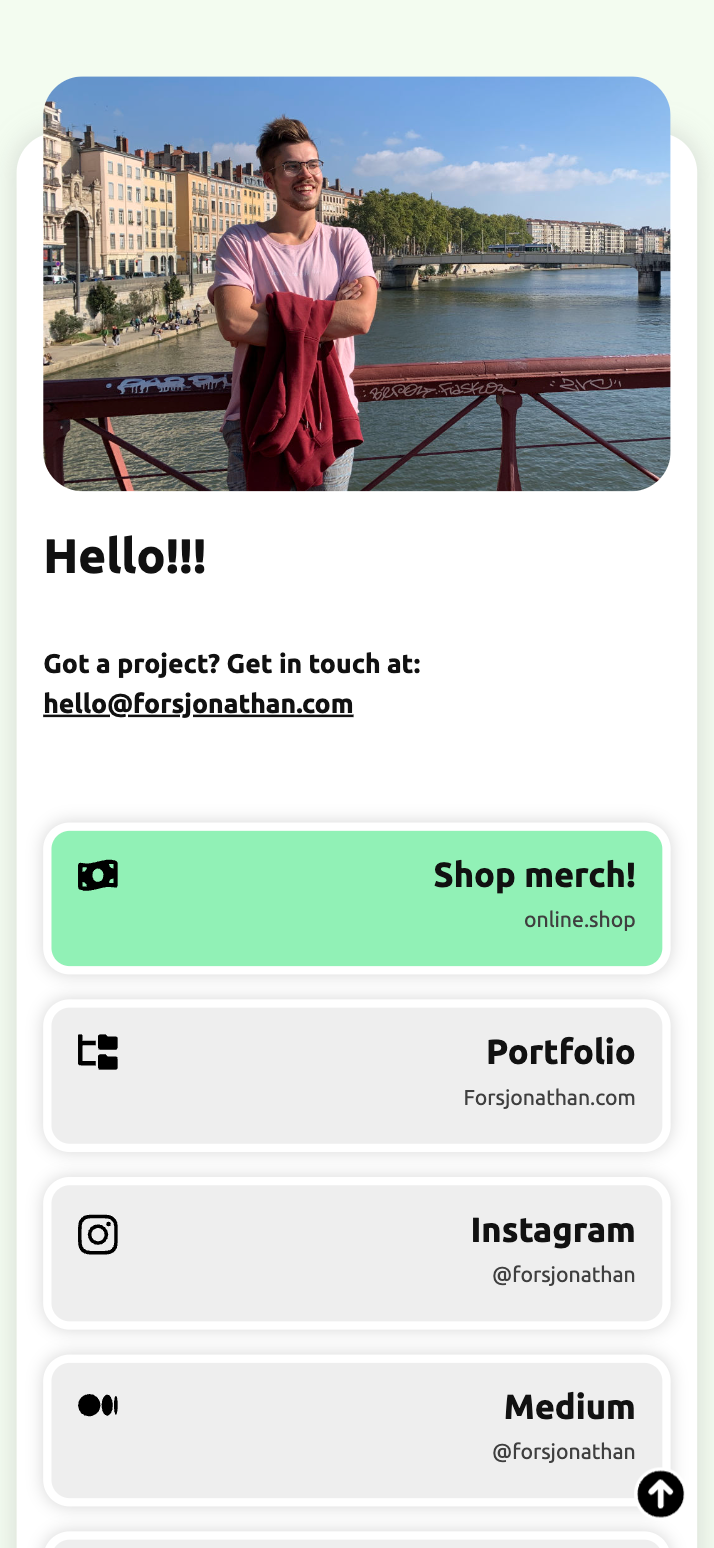 Hello!!!
Got a project? Get in touch at:
hello@forsjonathan.com
Shop merch!
online.shop
Portfolio
Forsjonathan.com
Instagram
@forsjonathan
Medium
@forsjonathan